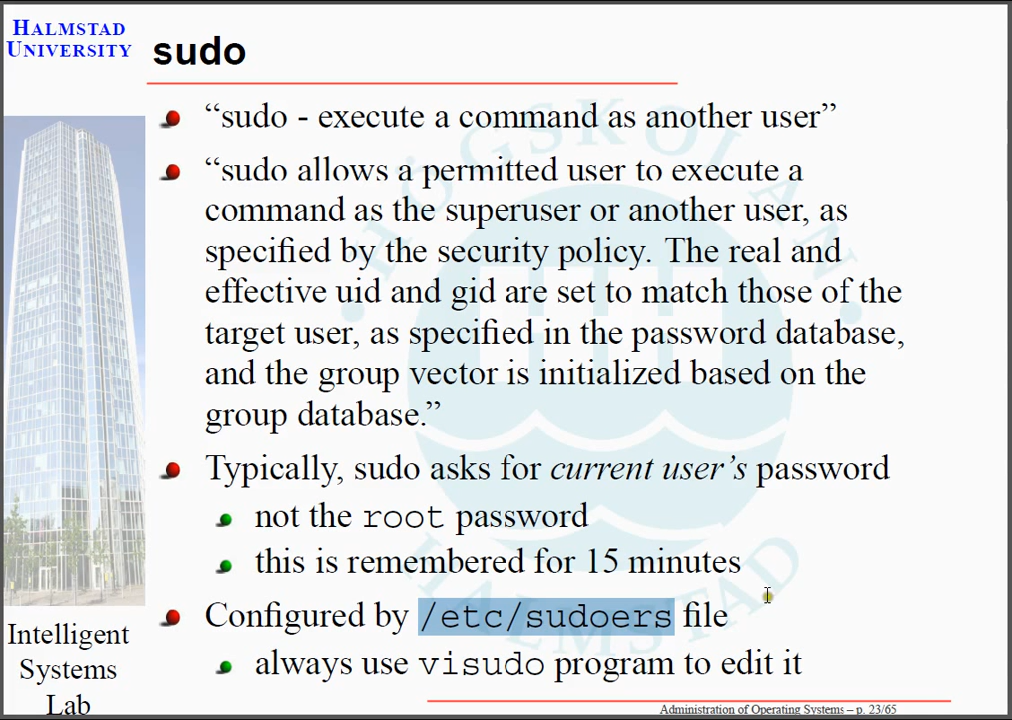 HALMSTAD
UNIVERSITY
sudo
“sudo - execute a command as another user”
“sudo allows a permitted user to execute a
command as the superuser or another user, as
specified by the security policy. The real and
effective uid and gid are set to match those of the
target user, as specified in the password database,
and the group vector is initialized based on the
group database.”
Typically, sudo asks for current user’s password
not the root password
this is remembered for 15 minutes
Configured by /etc/sudoers file
always use visudo program to edit it
Intelligent
Systems
Lab
Administration of Operating Systems – p. 23/65
HÖGSKOLAN
HALMSTAD